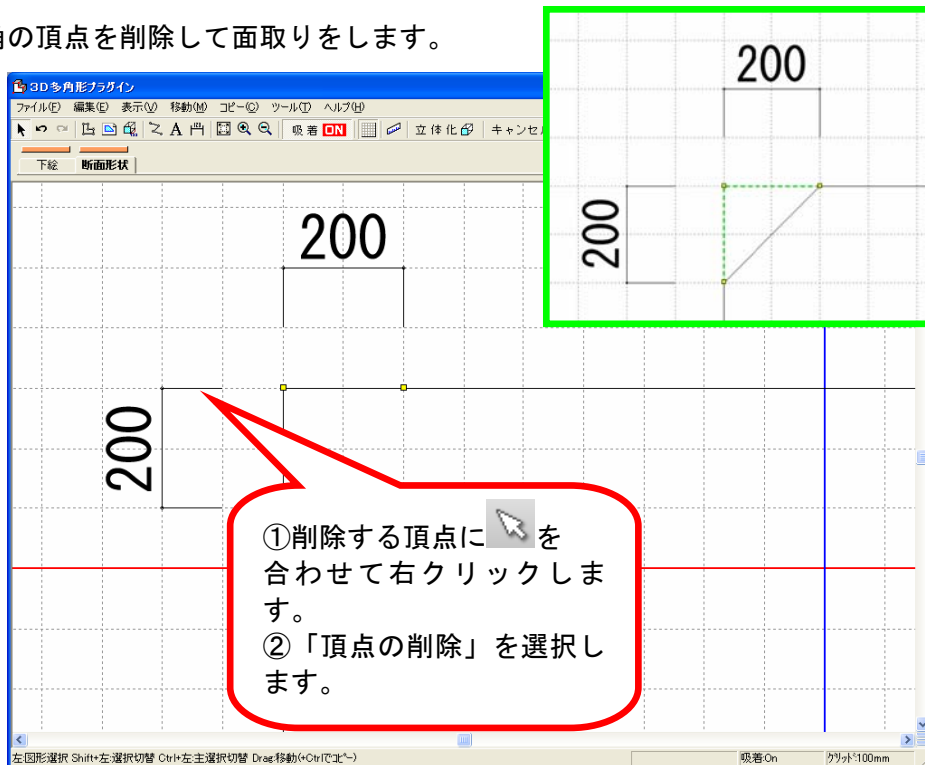 の頂点を削除して面取りをします。
200
200
3D多角形プラグイン
ファイル(F) 編集(E) 表示(V) 移動(M) コピー(C) ツール(T) ヘルプ(H)
A 吸着 ON 立体化 キャンセル
下絵 断面形状
200
200
①削除する頂点に を
合わせて右クリックしま
す。
②「頂点の削除」を選択し
ます。
左:図形選択 Shift+左:選択切替 Ctrl+左:主選択切替 Drag:移動(+Ctrlでコピー) 吸着:On グリッド:100mm